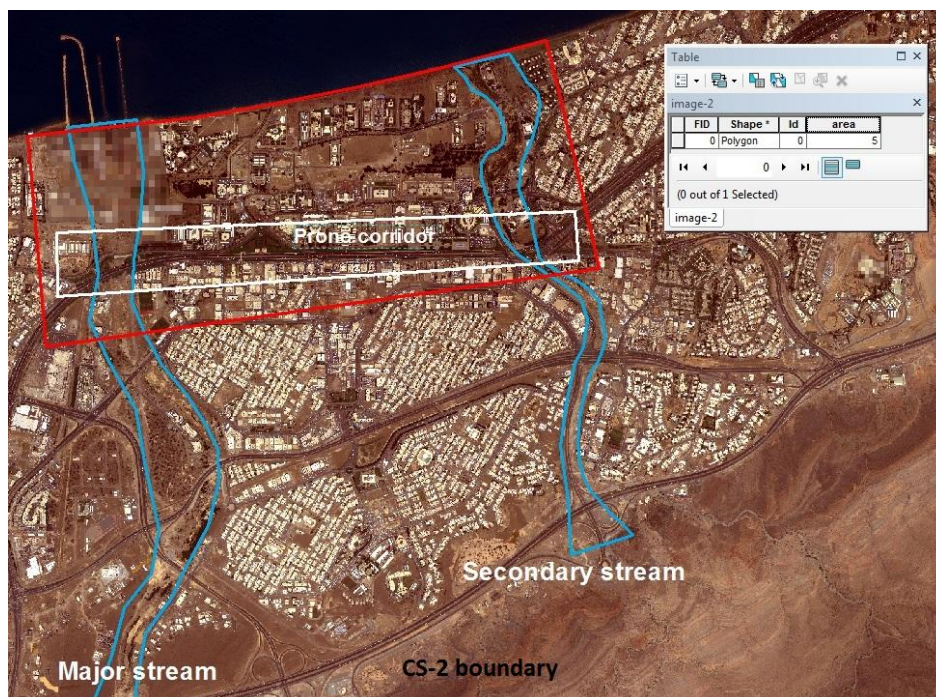 Table
image-2
FID Shape * Id area
0 Polygon 0 5
0
(0 out of 1 Selected)
image-2
Prone corridor
Secondary stream
Major stream
CS-2 boundary